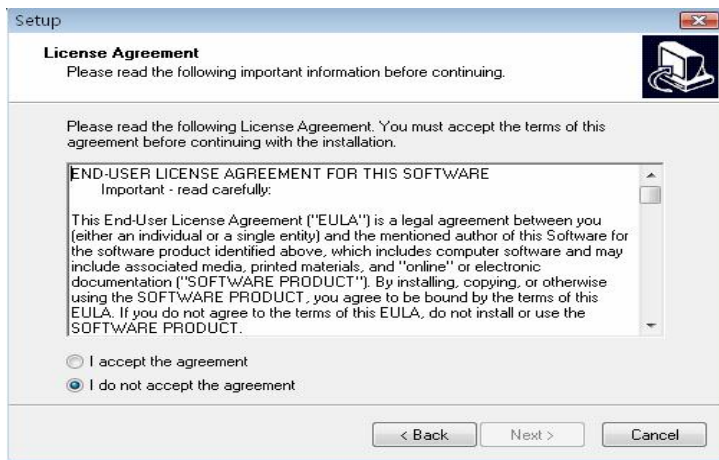 Setup
License Agreement
Please read the following important information before continuing.
Please read the following License Agreement. You must accept the terms of this
agreement before continuing with the installation.
END-USER LICENSE AGREEMENT FOR THIS SOFTWARE
Important - read carefully:
This End-User License Agreement ("EULA") is a legal agreement between you
(either an individual or a single entity) and the mentioned author of this Software for
the software product identified above, which includes computer software and may
include associated media, printed materials, and "online" or electronic
documentation ("SOFTWARE PRODUCT"). By installing, copying, or otherwise
using the SOFTWARE PRODUCT, you agree to be bound by the terms of this
EULA. If you do not agree to the terms of this EULA, do not install or use the
SOFTWARE PRODUCT.
I accept the agreement
I do not accept the agreement
< Back
Next >
Cancel